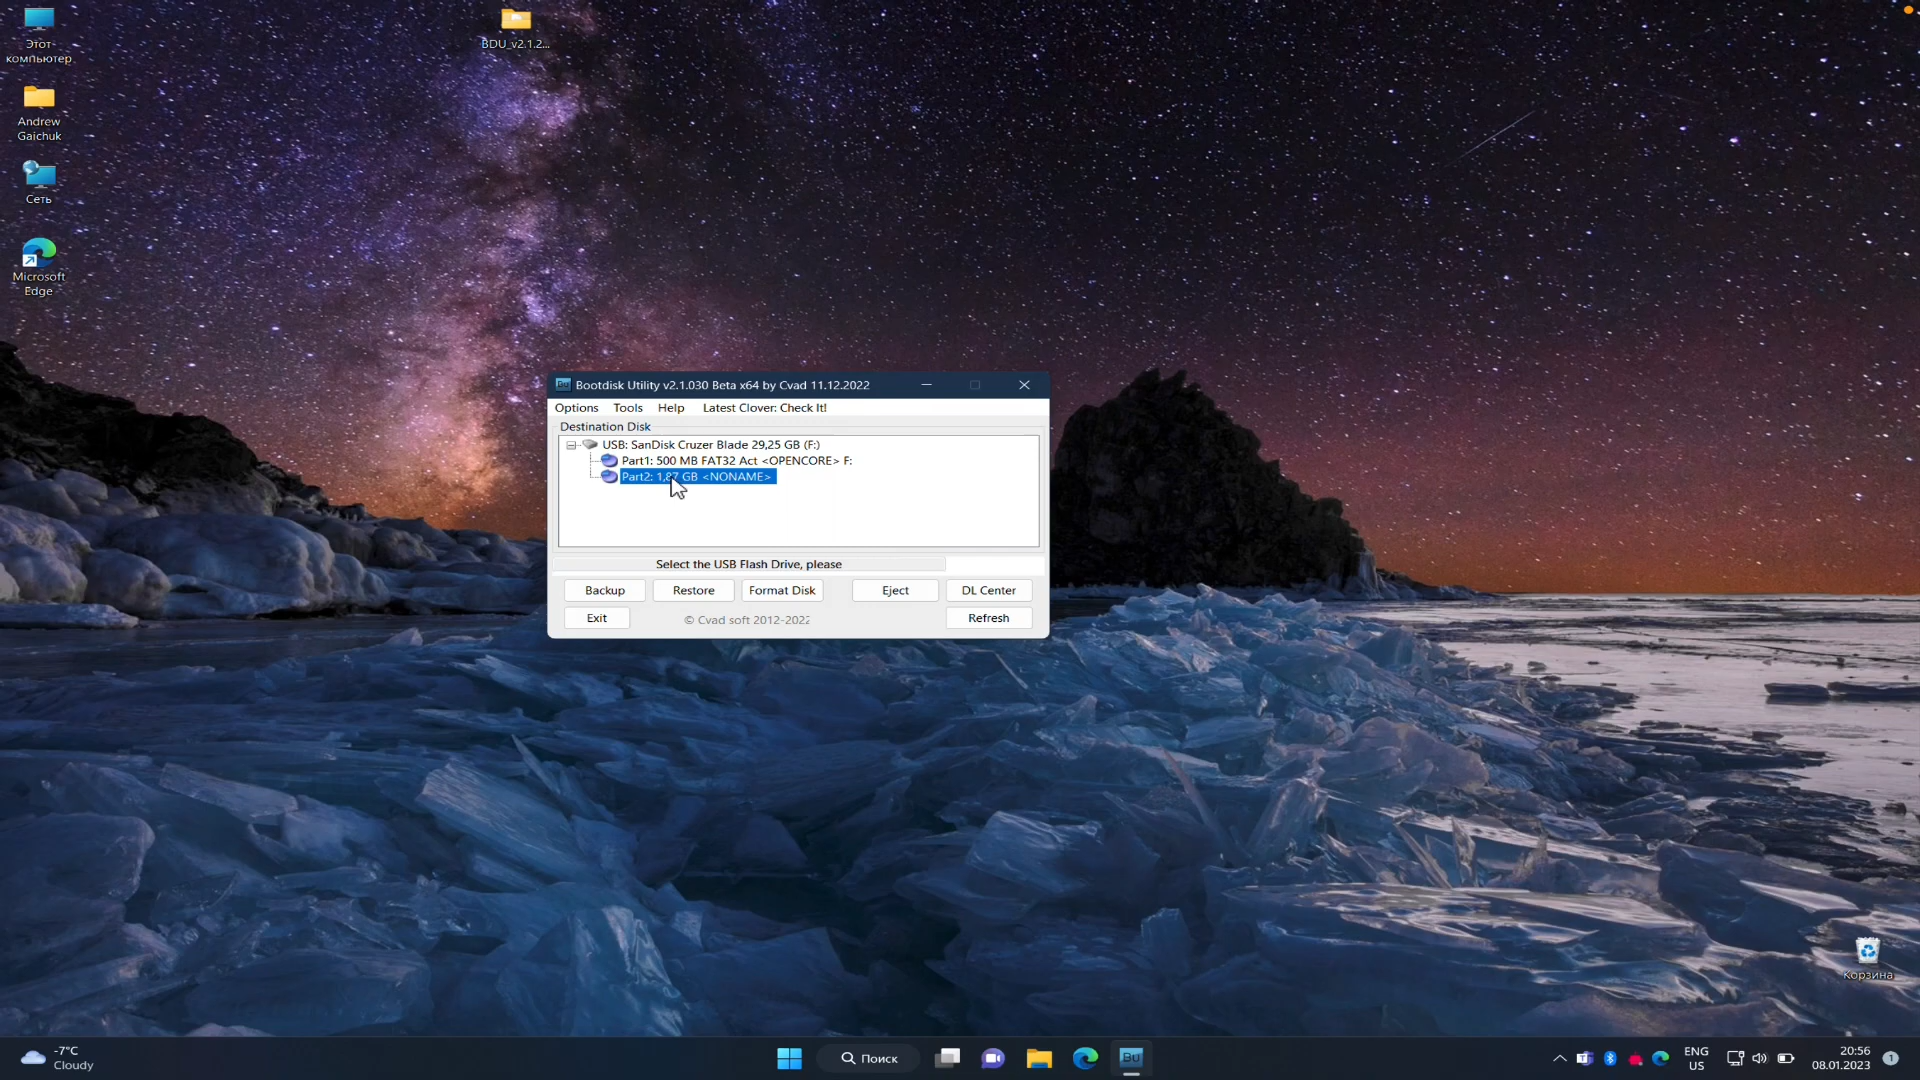 Этот
компьютер
BDU_v2.1.2...
Andrew
Gaichuk
Сеть
Microsoft
Edge
Bu Bootdisk Utility v2.1.030 Beta x64 by Cvad 11.12.2022
Options Tools Help Latest Clover: Check It!
Destination Disk
USB: SanDisk Cruzer Blade 29,25 GB (F:)
Part1: 500 MB FAT32 Act <OPENCORE> F:
Part2: 1,87 GB <NONAME>
Select the USB Flash Drive, please
Backup Restore Format Disk Eject DL Center
Exit © Cvad soft 2012-2022 Refresh
Корзина
-7°C
Cloudy
Поиск
Bu
ENG
US
20:56
08.01.2023
1